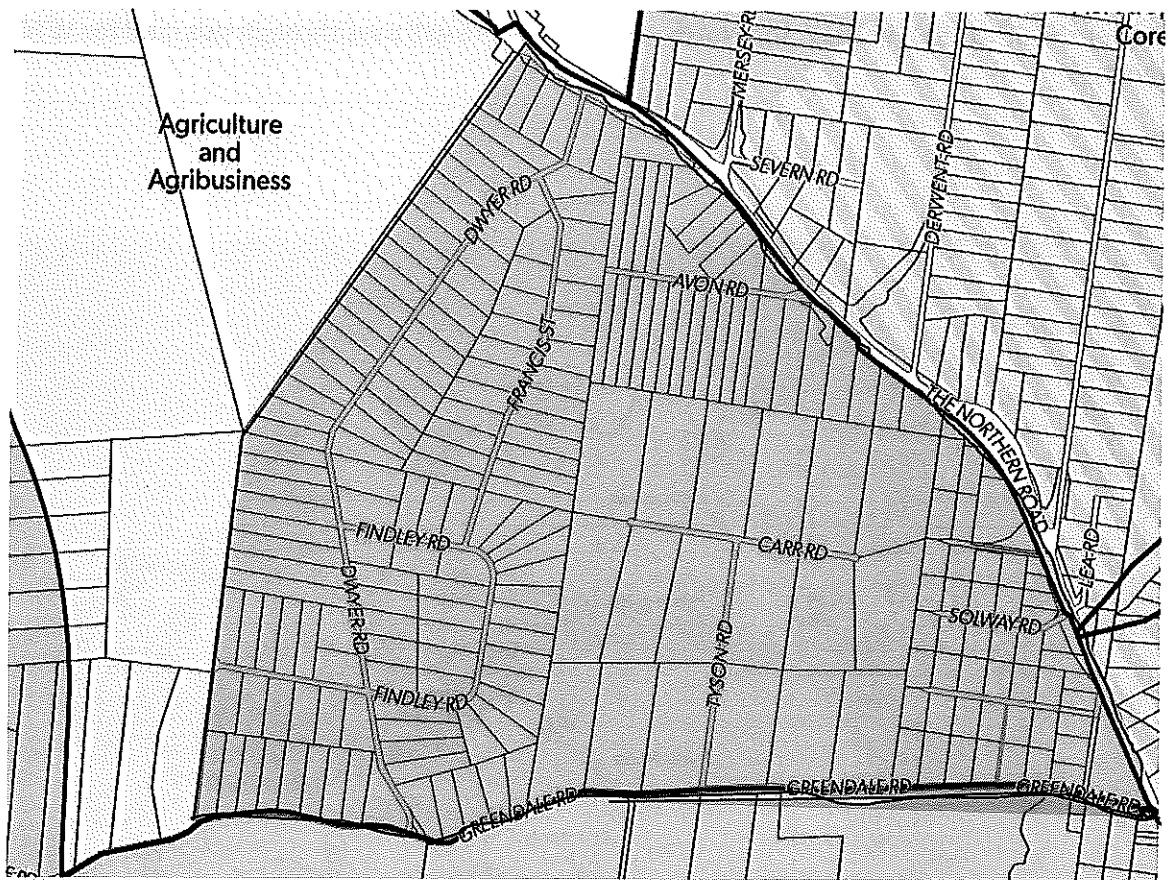 Core
MERSEY RD
Agriculture
and
Agribusiness
SEVERN RD
DERWENT RD
DWYER RD
AVON RD
FRANCIS ST
THE NORTHERN ROAD
FINDLEY RD
CARR RD
LEA RD
DWYER RD
SOLWAY RD
TYSON RD
FINDLEY RD
GREENDALE RD
GREENDALE RD
GREENDALE RD